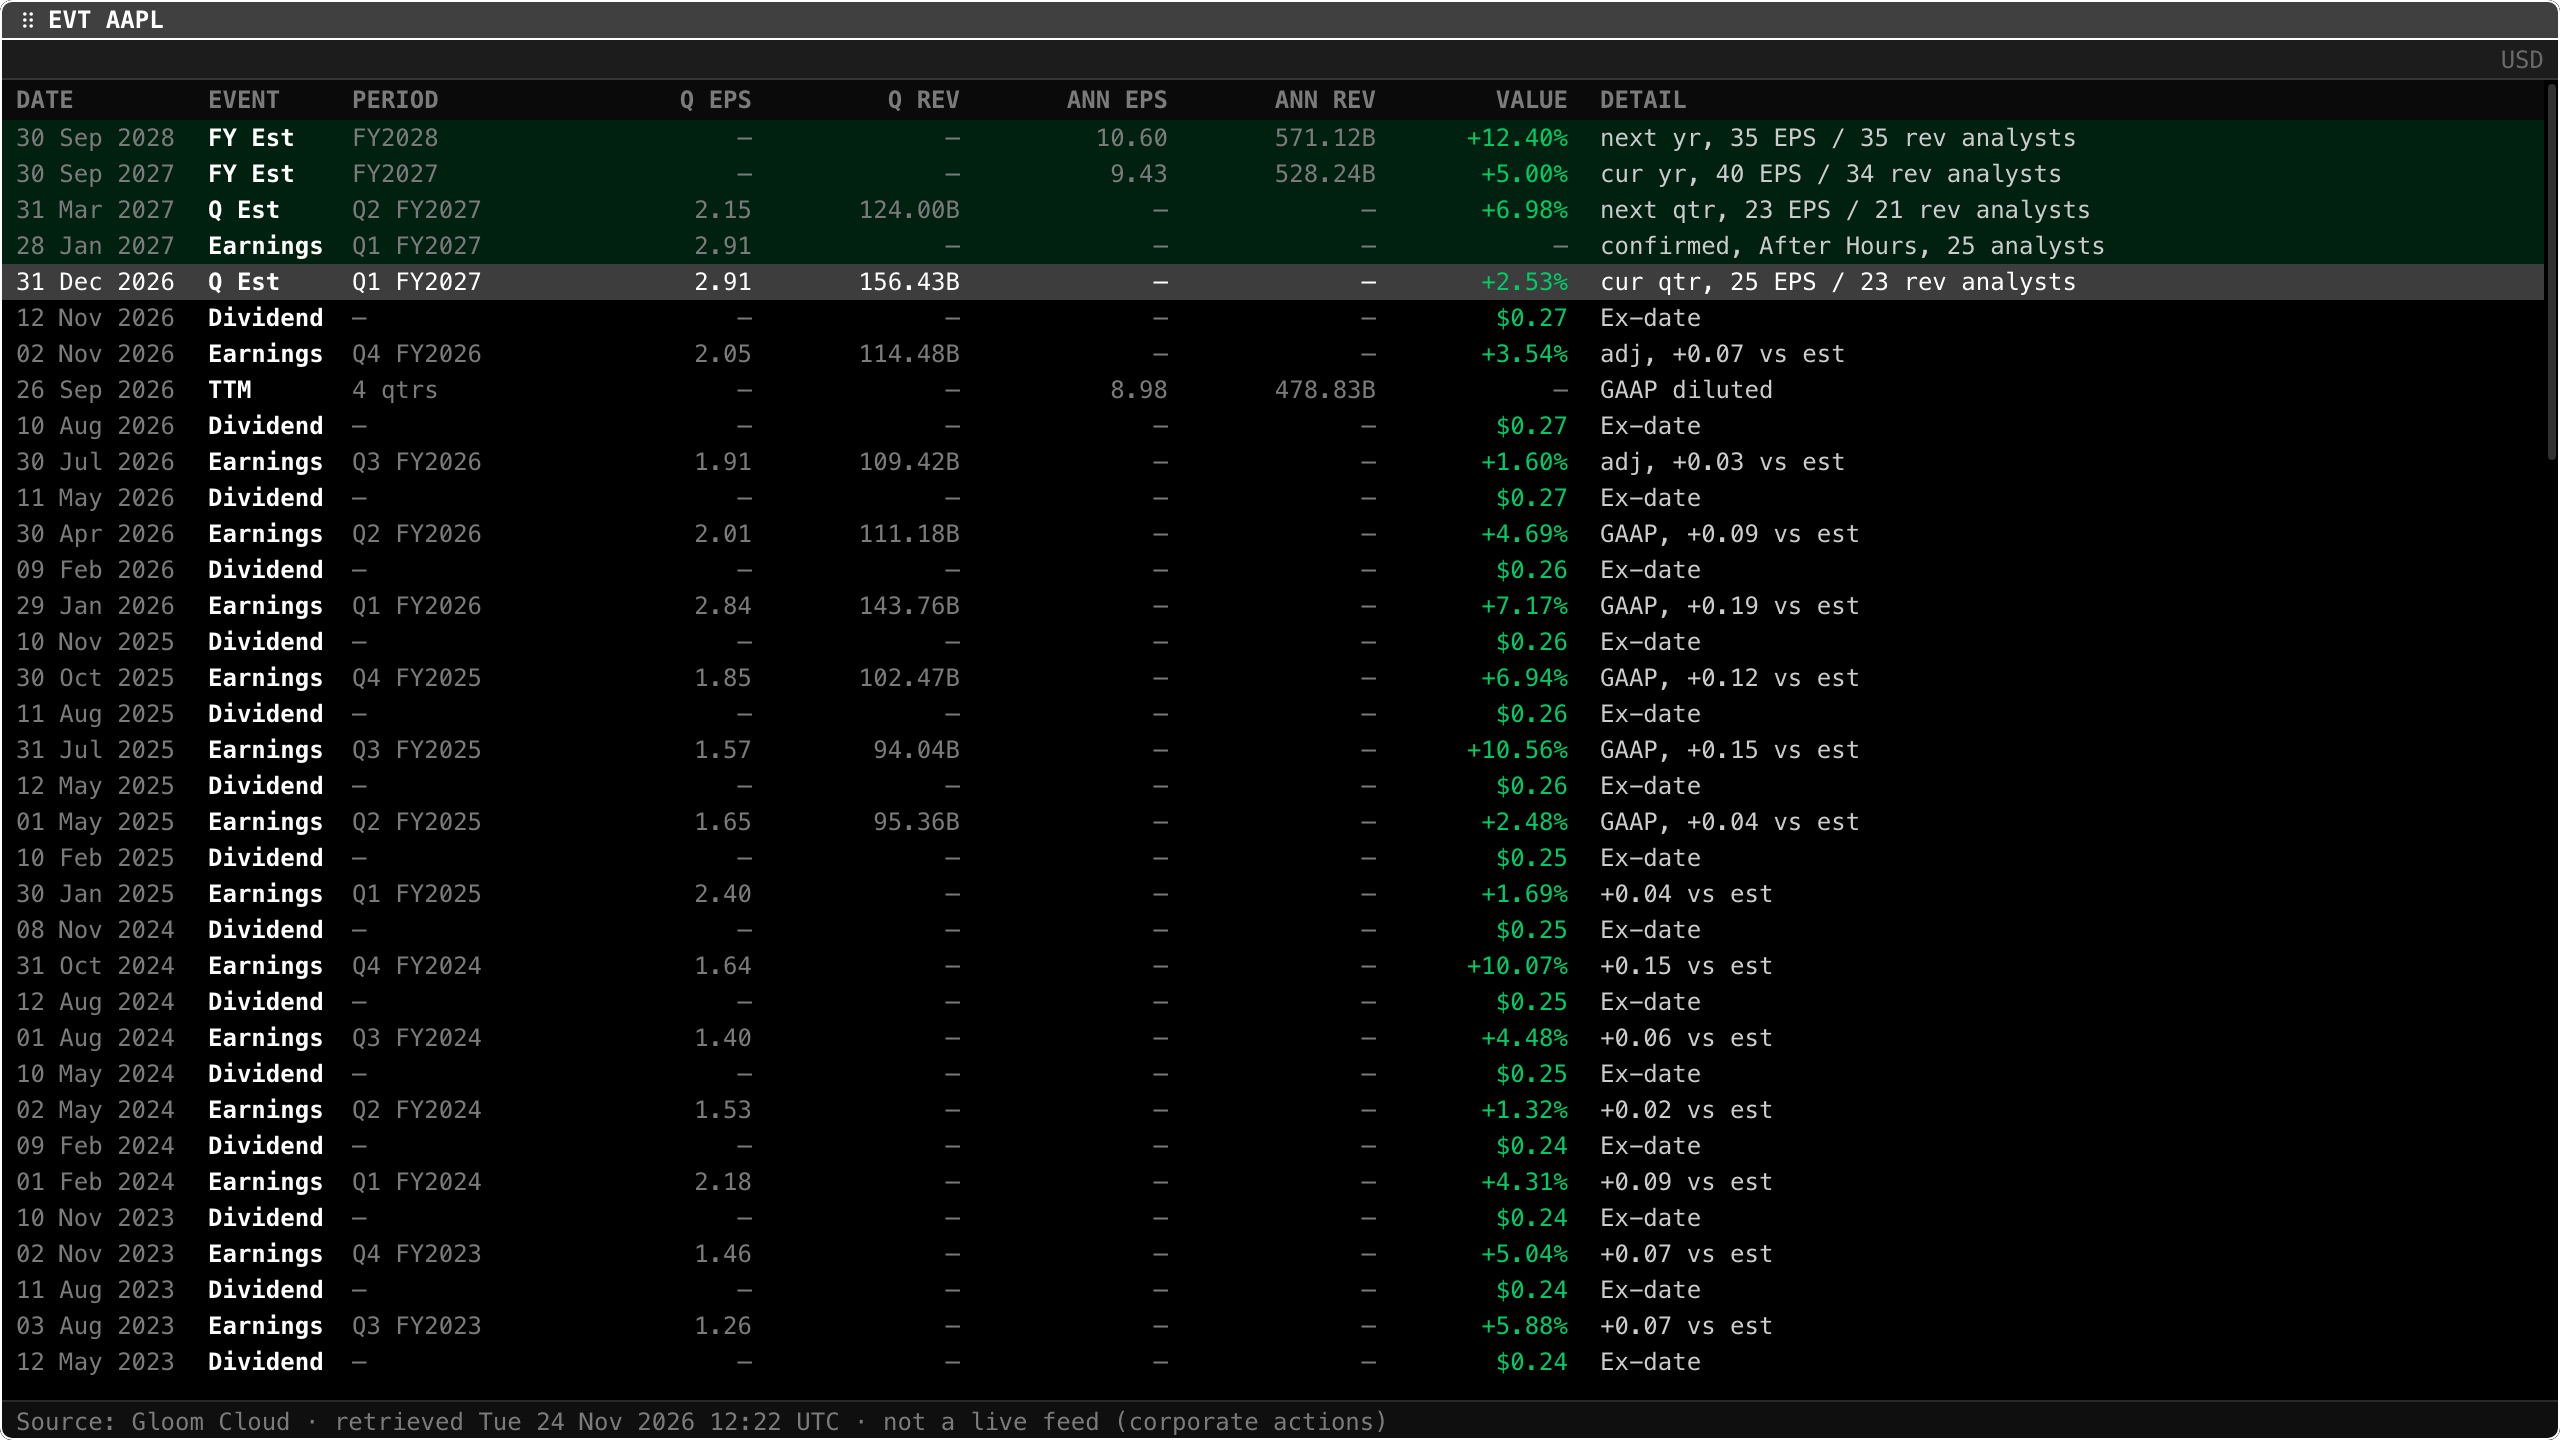 ⠿ EVT AAPL
USD
DATE EVENT PERIOD Q EPS Q REV ANN EPS ANN REV VALUE DETAIL
30 Sep 2028 FY Est FY2028 — — 10.60 571.12B +12.40% next yr, 35 EPS / 35 rev analysts
30 Sep 2027 FY Est FY2027 — — 9.43 528.24B +5.00% cur yr, 40 EPS / 34 rev analysts
31 Mar 2027 Q Est Q2 FY2027 2.15 124.00B — — +6.98% next qtr, 23 EPS / 21 rev analysts
28 Jan 2027 Earnings Q1 FY2027 2.91 — — — — confirmed, After Hours, 25 analysts
31 Dec 2026 Q Est Q1 FY2027 2.91 156.43B — — +2.53% cur qtr, 25 EPS / 23 rev analysts
12 Nov 2026 Dividend — — — — — $0.27 Ex-date
02 Nov 2026 Earnings Q4 FY2026 2.05 114.48B — — +3.54% adj, +0.07 vs est
26 Sep 2026 TTM 4 qtrs — — 8.98 478.83B — GAAP diluted
10 Aug 2026 Dividend — — — — — $0.27 Ex-date
30 Jul 2026 Earnings Q3 FY2026 1.91 109.42B — — +1.60% adj, +0.03 vs est
11 May 2026 Dividend — — — — — $0.27 Ex-date
30 Apr 2026 Earnings Q2 FY2026 2.01 111.18B — — +4.69% GAAP, +0.09 vs est
09 Feb 2026 Dividend — — — — — $0.26 Ex-date
29 Jan 2026 Earnings Q1 FY2026 2.84 143.76B — — +7.17% GAAP, +0.19 vs est
10 Nov 2025 Dividend — — — — — $0.26 Ex-date
30 Oct 2025 Earnings Q4 FY2025 1.85 102.47B — — +6.94% GAAP, +0.12 vs est
11 Aug 2025 Dividend — — — — — $0.26 Ex-date
31 Jul 2025 Earnings Q3 FY2025 1.57 94.04B — — +10.56% GAAP, +0.15 vs est
12 May 2025 Dividend — — — — — $0.26 Ex-date
01 May 2025 Earnings Q2 FY2025 1.65 95.36B — — +2.48% GAAP, +0.04 vs est
10 Feb 2025 Dividend — — — — — $0.25 Ex-date
30 Jan 2025 Earnings Q1 FY2025 2.40 — — — +1.69% +0.04 vs est
08 Nov 2024 Dividend — — — — — $0.25 Ex-date
31 Oct 2024 Earnings Q4 FY2024 1.64 — — — +10.07% +0.15 vs est
12 Aug 2024 Dividend — — — — — $0.25 Ex-date
01 Aug 2024 Earnings Q3 FY2024 1.40 — — — +4.48% +0.06 vs est
10 May 2024 Dividend — — — — — $0.25 Ex-date
02 May 2024 Earnings Q2 FY2024 1.53 — — — +1.32% +0.02 vs est
09 Feb 2024 Dividend — — — — — $0.24 Ex-date
01 Feb 2024 Earnings Q1 FY2024 2.18 — — — +4.31% +0.09 vs est
10 Nov 2023 Dividend — — — — — $0.24 Ex-date
02 Nov 2023 Earnings Q4 FY2023 1.46 — — — +5.04% +0.07 vs est
11 Aug 2023 Dividend — — — — — $0.24 Ex-date
03 Aug 2023 Earnings Q3 FY2023 1.26 — — — +5.88% +0.07 vs est
12 May 2023 Dividend — — — — — $0.24 Ex-date
Source: Gloom Cloud · retrieved Tue 24 Nov 2026 12:22 UTC · not a live feed (corporate actions)